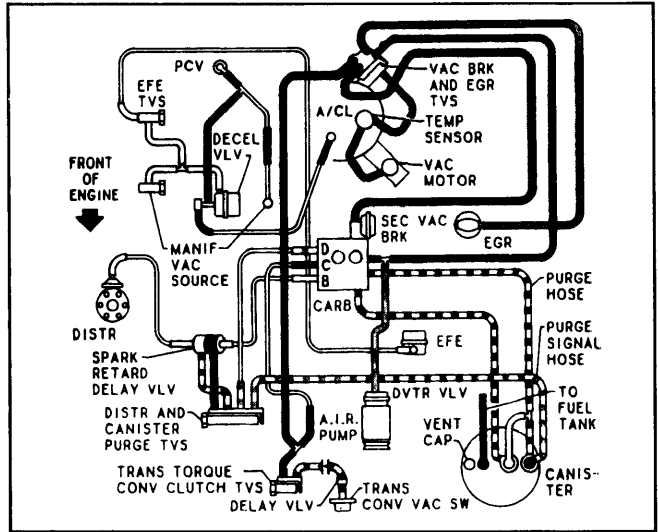 PCV
EFE
TVS
VAC BRK
AND EGR
TVS
A/CL
TEMP
SENSOR
DECEL
VLV
FRONT
OF
ENGINE
VAC
MOTOR
SEC VAC
BRK
EGR
MANIF
VAC
SOURCE
D
C
B
CARB
PURGE
HOSE
DISTR
EFE
PURGE
SIGNAL
HOSE
SPARK
RETARD
DELAY VLV
DVTR VLV
TO
FUEL
TANK
DISTR AND
CANISTER
PURGE TVS
A.I.R.
PUMP
VENT
CAP
CANIS-
TER
TRANS TORQUE
CONV CLUTCH TVS
DELAY VLV
TRANS
CONV VAC SW